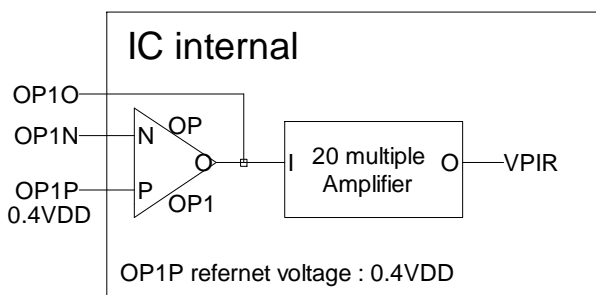 IC internal
OP1O
OP
OP1N
N
O
20 multiple
I
O
VPIR
Amplifier
OP1P
P
0.4VDD
OP1
OP1P refernet voltage : 0.4VDD